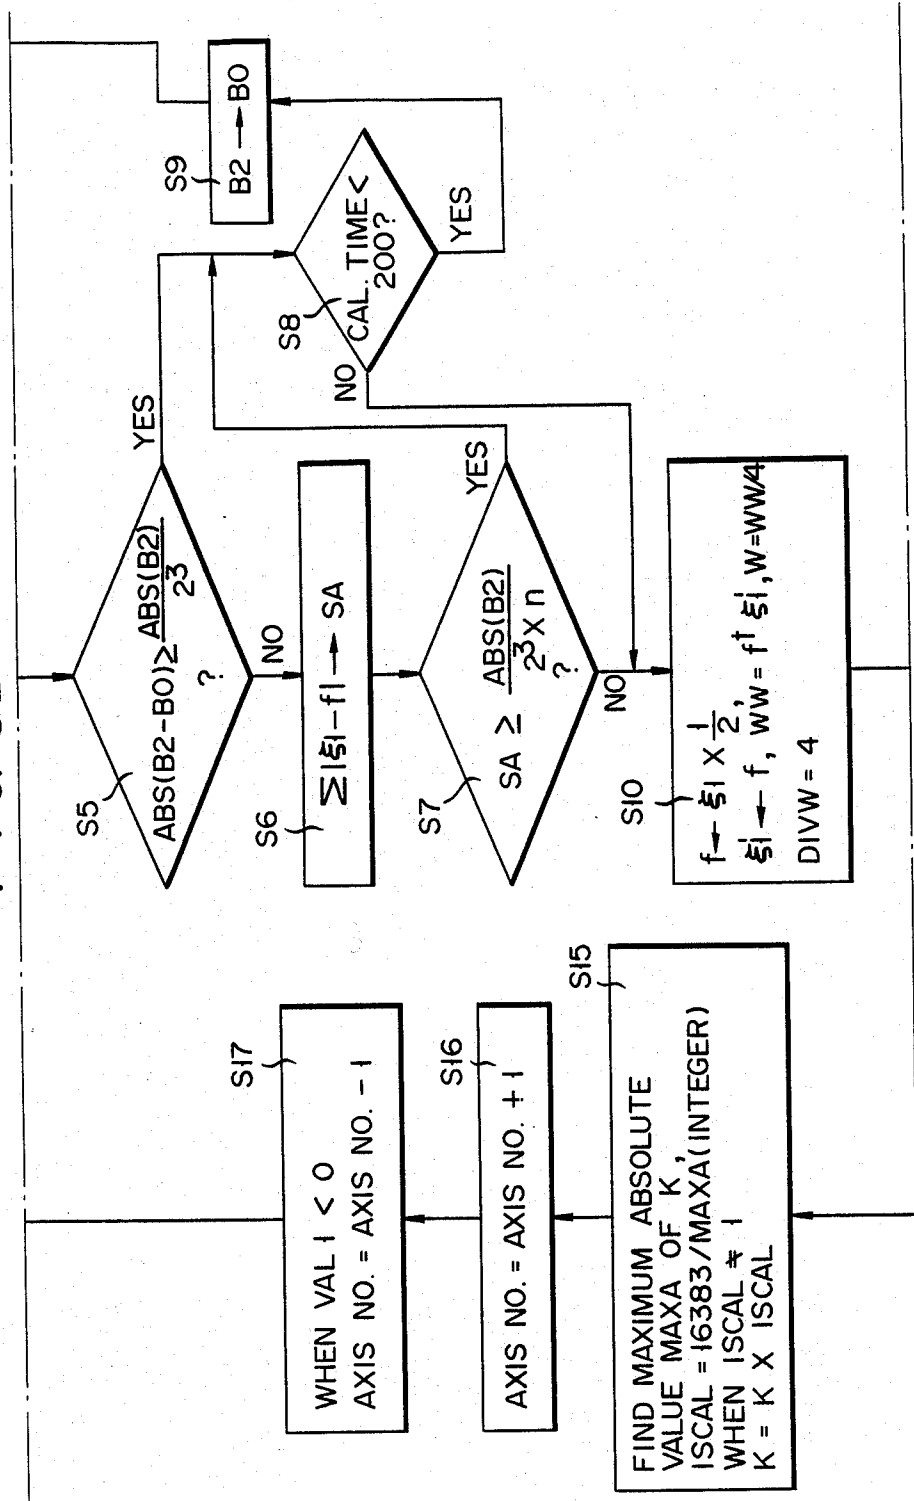 S5
ABS(B2-B0)≥ABS(B2)/2³
?
YES
NO
S6
Σ|ξi-f|→SA
S7
SA ≥ ABS(B2)/2³ X n
?
YES
NO
S8
CAL. TIME<
200?
NO
YES
S9
B2 → B0
S10
f ← ξi X 1/2,
ξi ← f, WW = f† ξi, W=WW/4
DIVW = 4
S17
WHEN VAL 1 < 0
AXIS NO. = AXIS NO. - 1
S16
AXIS NO. = AXIS NO. + 1
S15
FIND MAXIMUM ABSOLUTE
VALUE MAXA OF K,
ISCAL = 16383/MAXA(INTEGER)
WHEN ISCAL ≠ 1
K = K X ISCAL